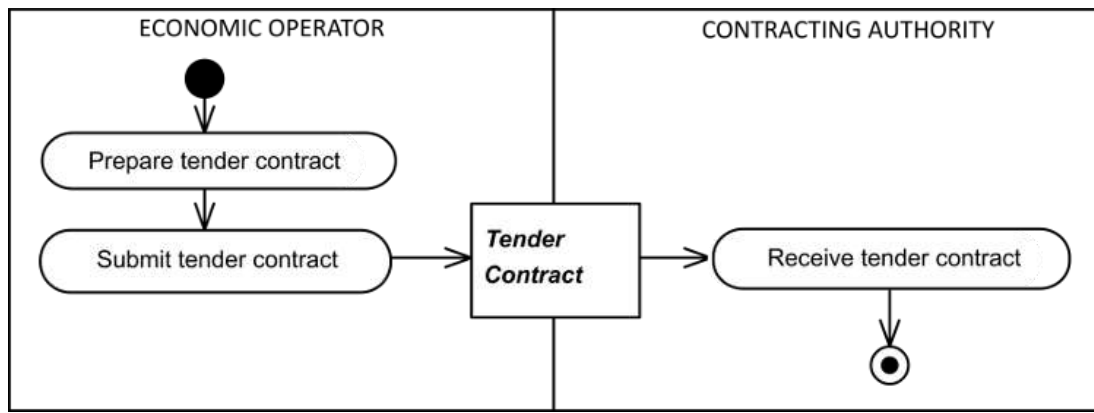 ECONOMIC OPERATOR
CONTRACTING AUTHORITY
Prepare tender contract
Submit tender contract
Tender
Contract
Receive tender contract